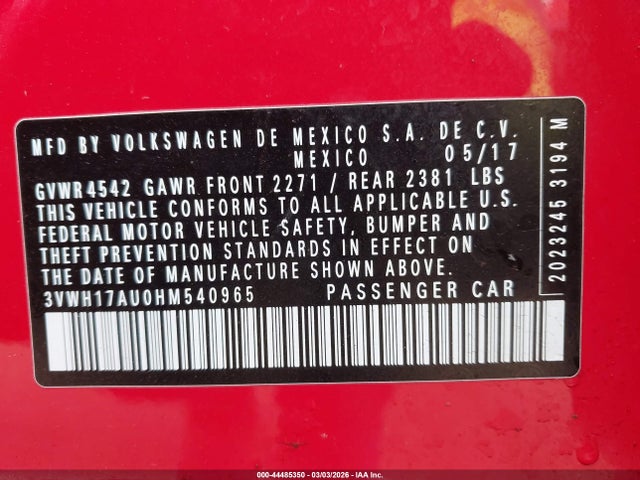 MFD BY VOLKSWAGEN DE MEXICO S.A. DE C.V.
MEXICO 05/17
GVWR 4542 GAWR FRONT 2271 / REAR 2381 LBS
THIS VEHICLE CONFORMS TO ALL APPLICABLE U.S.
FEDERAL MOTOR VEHICLE SAFETY, BUMPER AND
THEFT PREVENTION STANDARDS IN EFFECT ON
THE DATE OF MANUFACTURE SHOWN ABOVE.
3VWH17AU0HM540965 PASSENGER CAR
2023245 3194 M
000-44485350 | 03/03/2026 | IAA Inc.